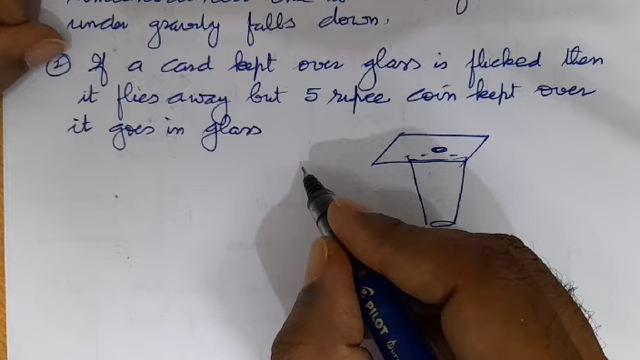 under gravity falls down.
② If a card kept over glass is flicked then
it flies away but 5 rupee coin kept over
it goes in glass
PILOT